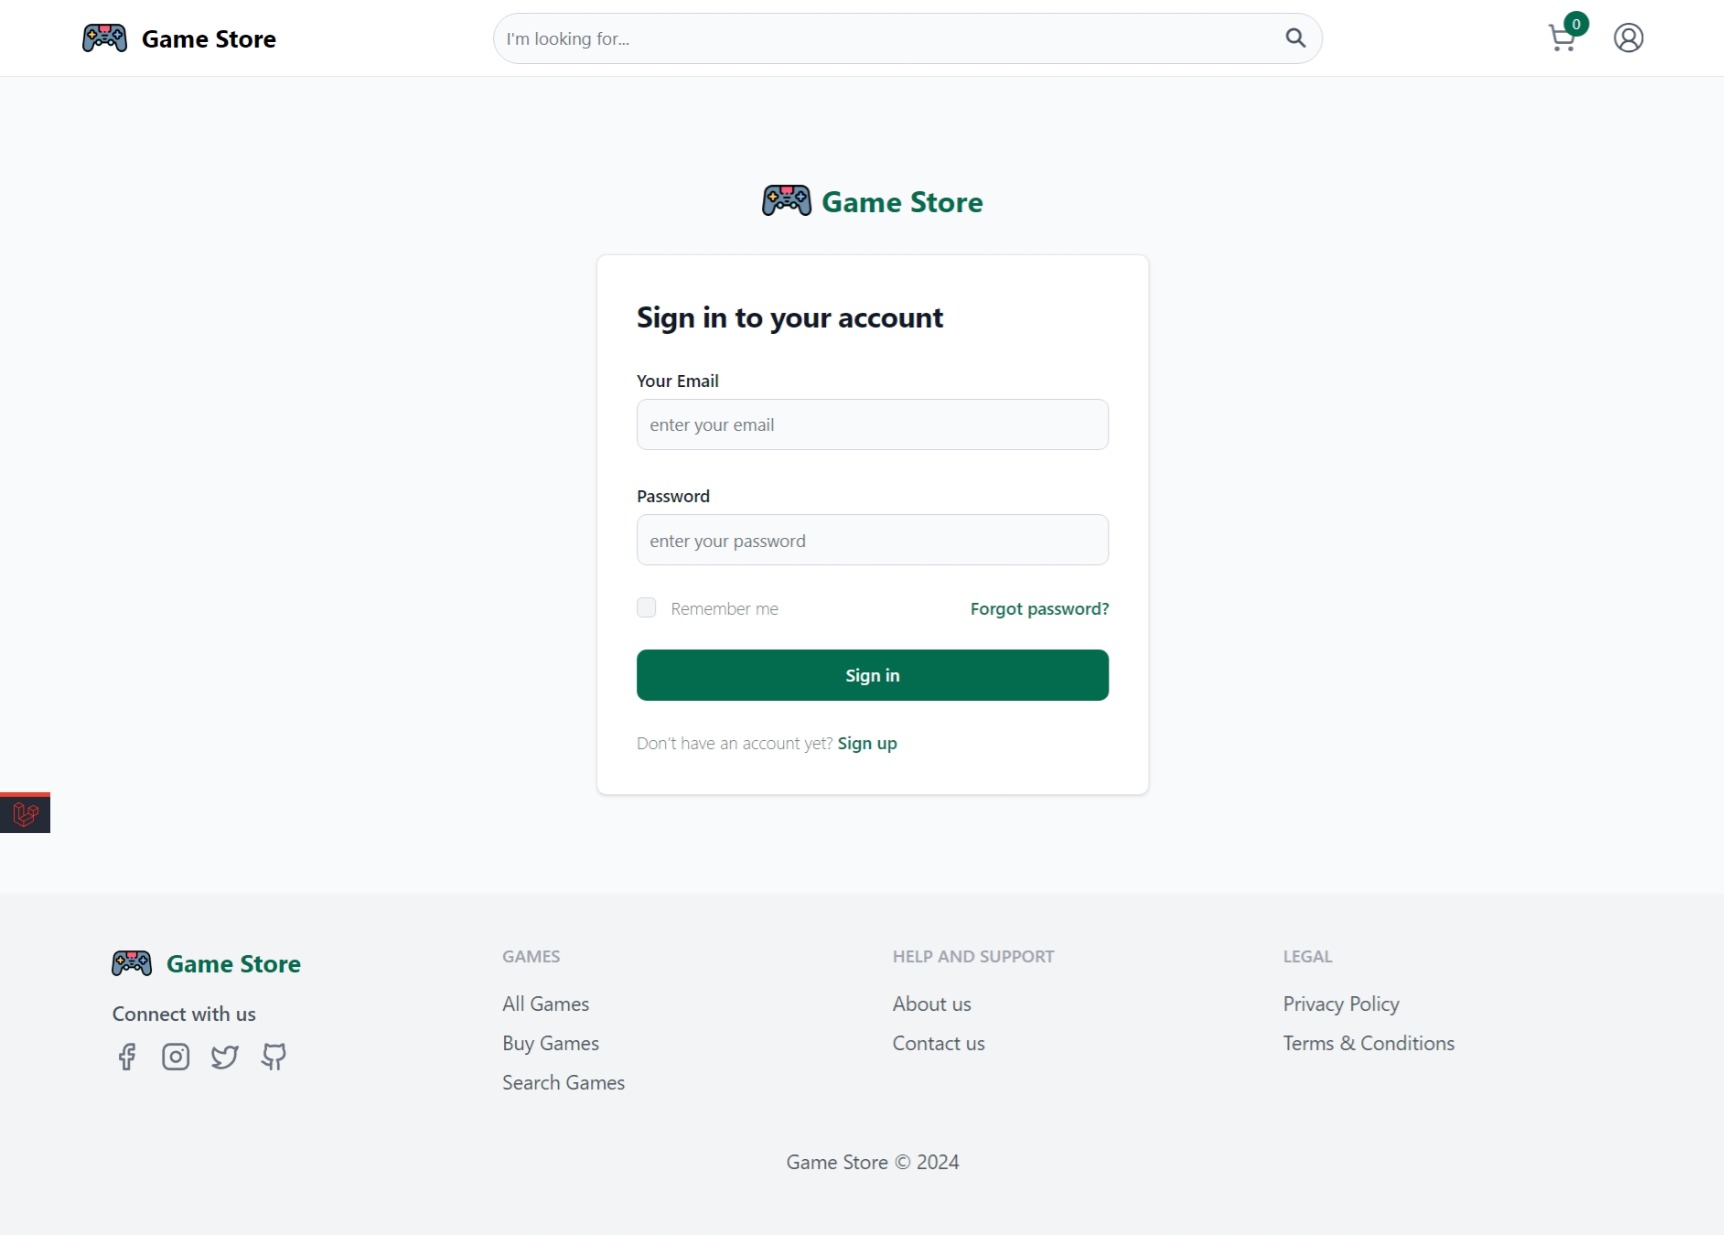 Game Store
I'm looking for...
0
Game Store
Sign in to your account
Your Email
enter your email
Password
enter your password
Remember me
Forgot password?
Sign in
Don't have an account yet? Sign up
Game Store
Connect with us
GAMES
All Games
Buy Games
Search Games
HELP AND SUPPORT
About us
Contact us
LEGAL
Privacy Policy
Terms & Conditions
Game Store © 2024